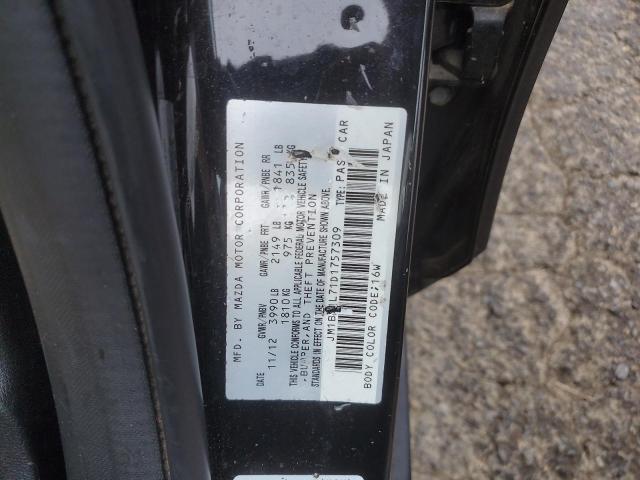 MFD. BY MAZDA MOTOR CORPORATION
DATE GVWR/PNBV GAWR/PNBE FRT GAWR/PNBE RR
11/12 3990 LB 2149 LB 1841 LB
1810 KG 975 KG 835 KG
THIS VEHICLE CONFORMS TO ALL APPLICABLE FEDERAL MOTOR VEHICLE SAFETY
,BUMPER,AND THEFT PREVENTION
STANDARDS IN EFFECT ON THE DATE OF MANUFACTURE SHOWN ABOVE.
L71D1757309 TYPE: PAS CAR
BODY COLOR CODE:16W MADE IN JAPAN